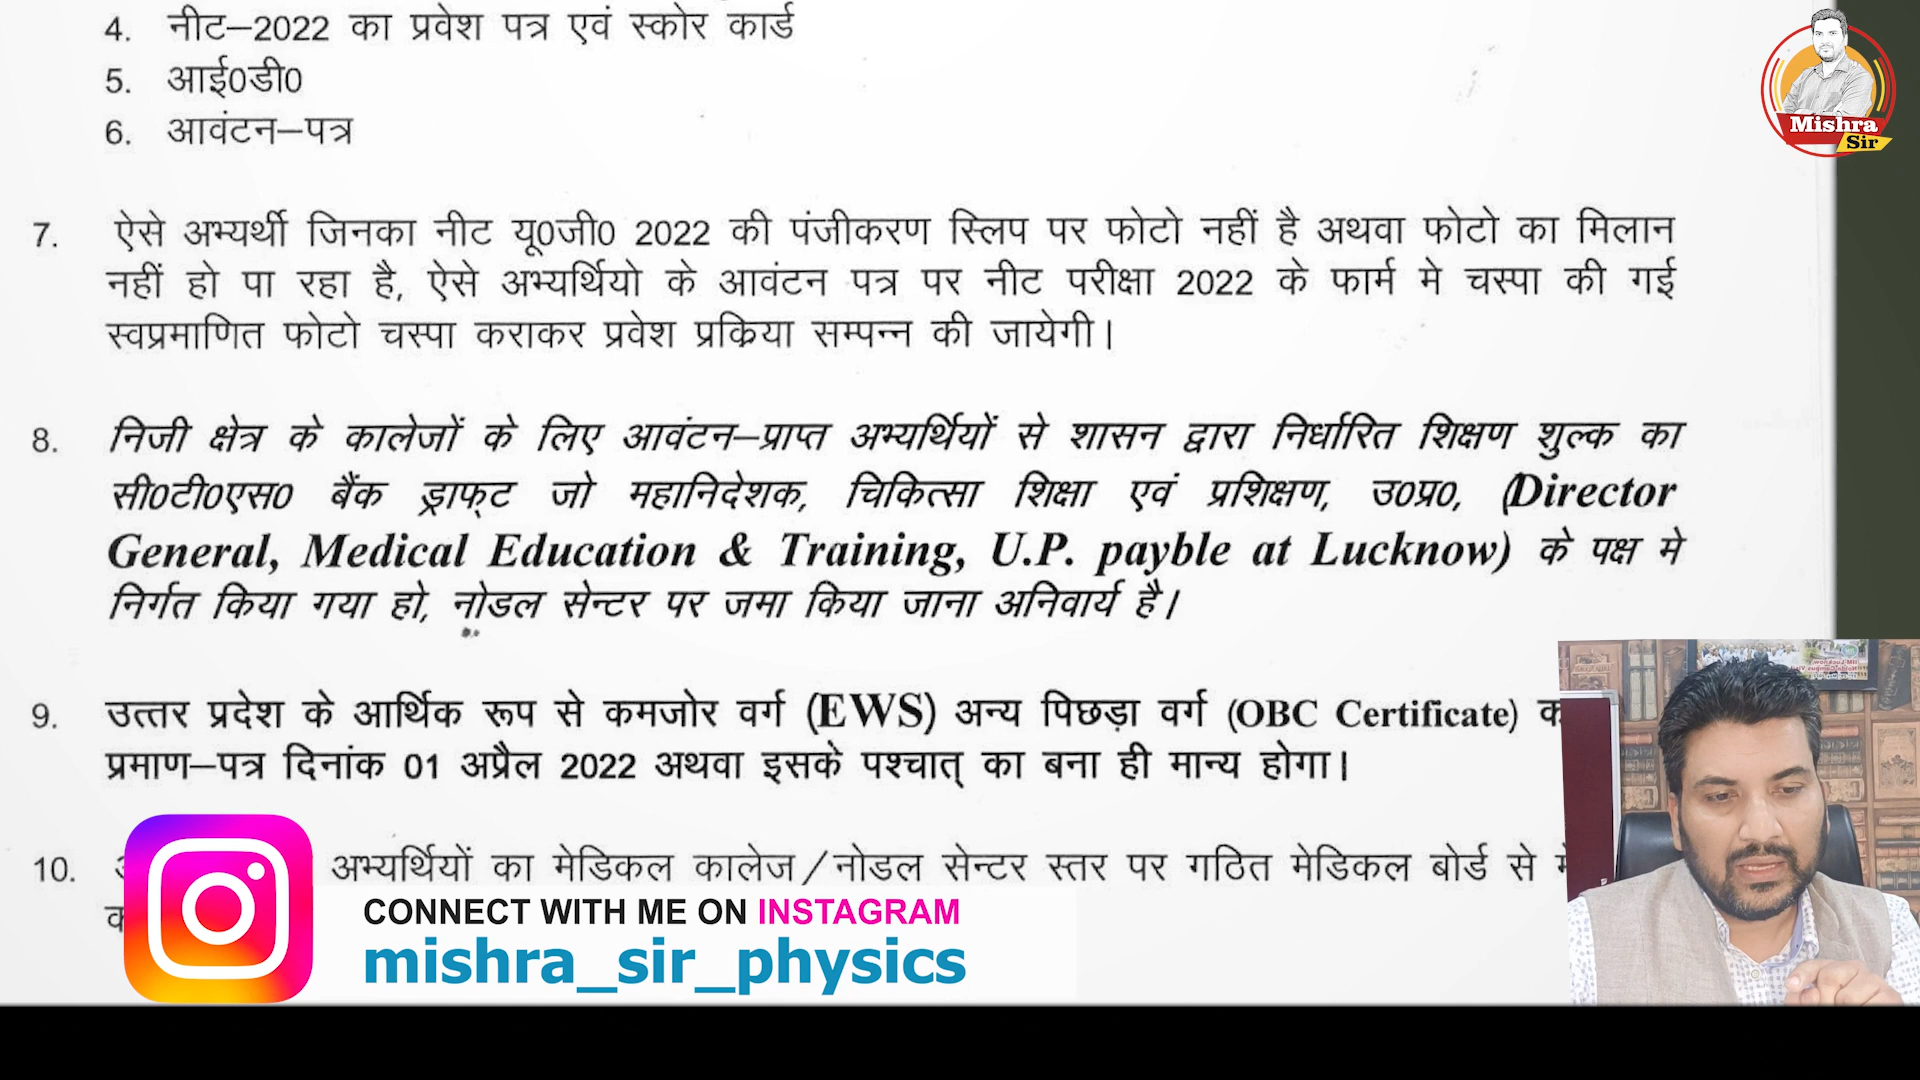 4. नीट–2022 का प्रवेश पत्र एवं स्कोर कार्ड
5. आई0डी0
6. आवंटन–पत्र
7. ऐसे अभ्यर्थी जिनका नीट यू0जी0 2022 की पंजीकरण स्लिप पर फोटो नहीं है अथवा फोटो का मिलान
नहीं हो पा रहा है, ऐसे अभ्यर्थियो के आवंटन पत्र पर नीट परीक्षा 2022 के फार्म मे चस्पा की गई
स्वप्रमाणित फोटो चस्पा कराकर प्रवेश प्रकिया सम्पन्न की जायेगी।
8. निजी क्षेत्र के कालेजों के लिए आवंटन–प्राप्त अभ्यर्थियों से शासन द्वारा निर्धारित शिक्षण शुल्क का
सी0टी0एस0 बैंक ड्राफ्ट जो महानिदेशक, चिकित्सा शिक्षा एवं प्रशिक्षण, उ0प्र0, (Director
General, Medical Education & Training, U.P. payble at Lucknow) के पक्ष मे
निर्गत किया गया हो, नोडल सेन्टर पर जमा किया जाना अनिवार्य है।
9. उत्तर प्रदेश के आर्थिक रूप से कमजोर वर्ग (EWS) अन्य पिछड़ा वर्ग (OBC Certificate)
प्रमाण–पत्र दिनांक 01 अप्रैल 2022 अथवा इसके पश्चात् का बना ही मान्य होगा।
10. अभ्यर्थियों का मेडिकल कालेज/नोडल सेन्टर स्तर पर गठित मेडिकल बोर्ड से
CONNECT WITH ME ON INSTAGRAM
mishra_sir_physics
Mishra
Sir